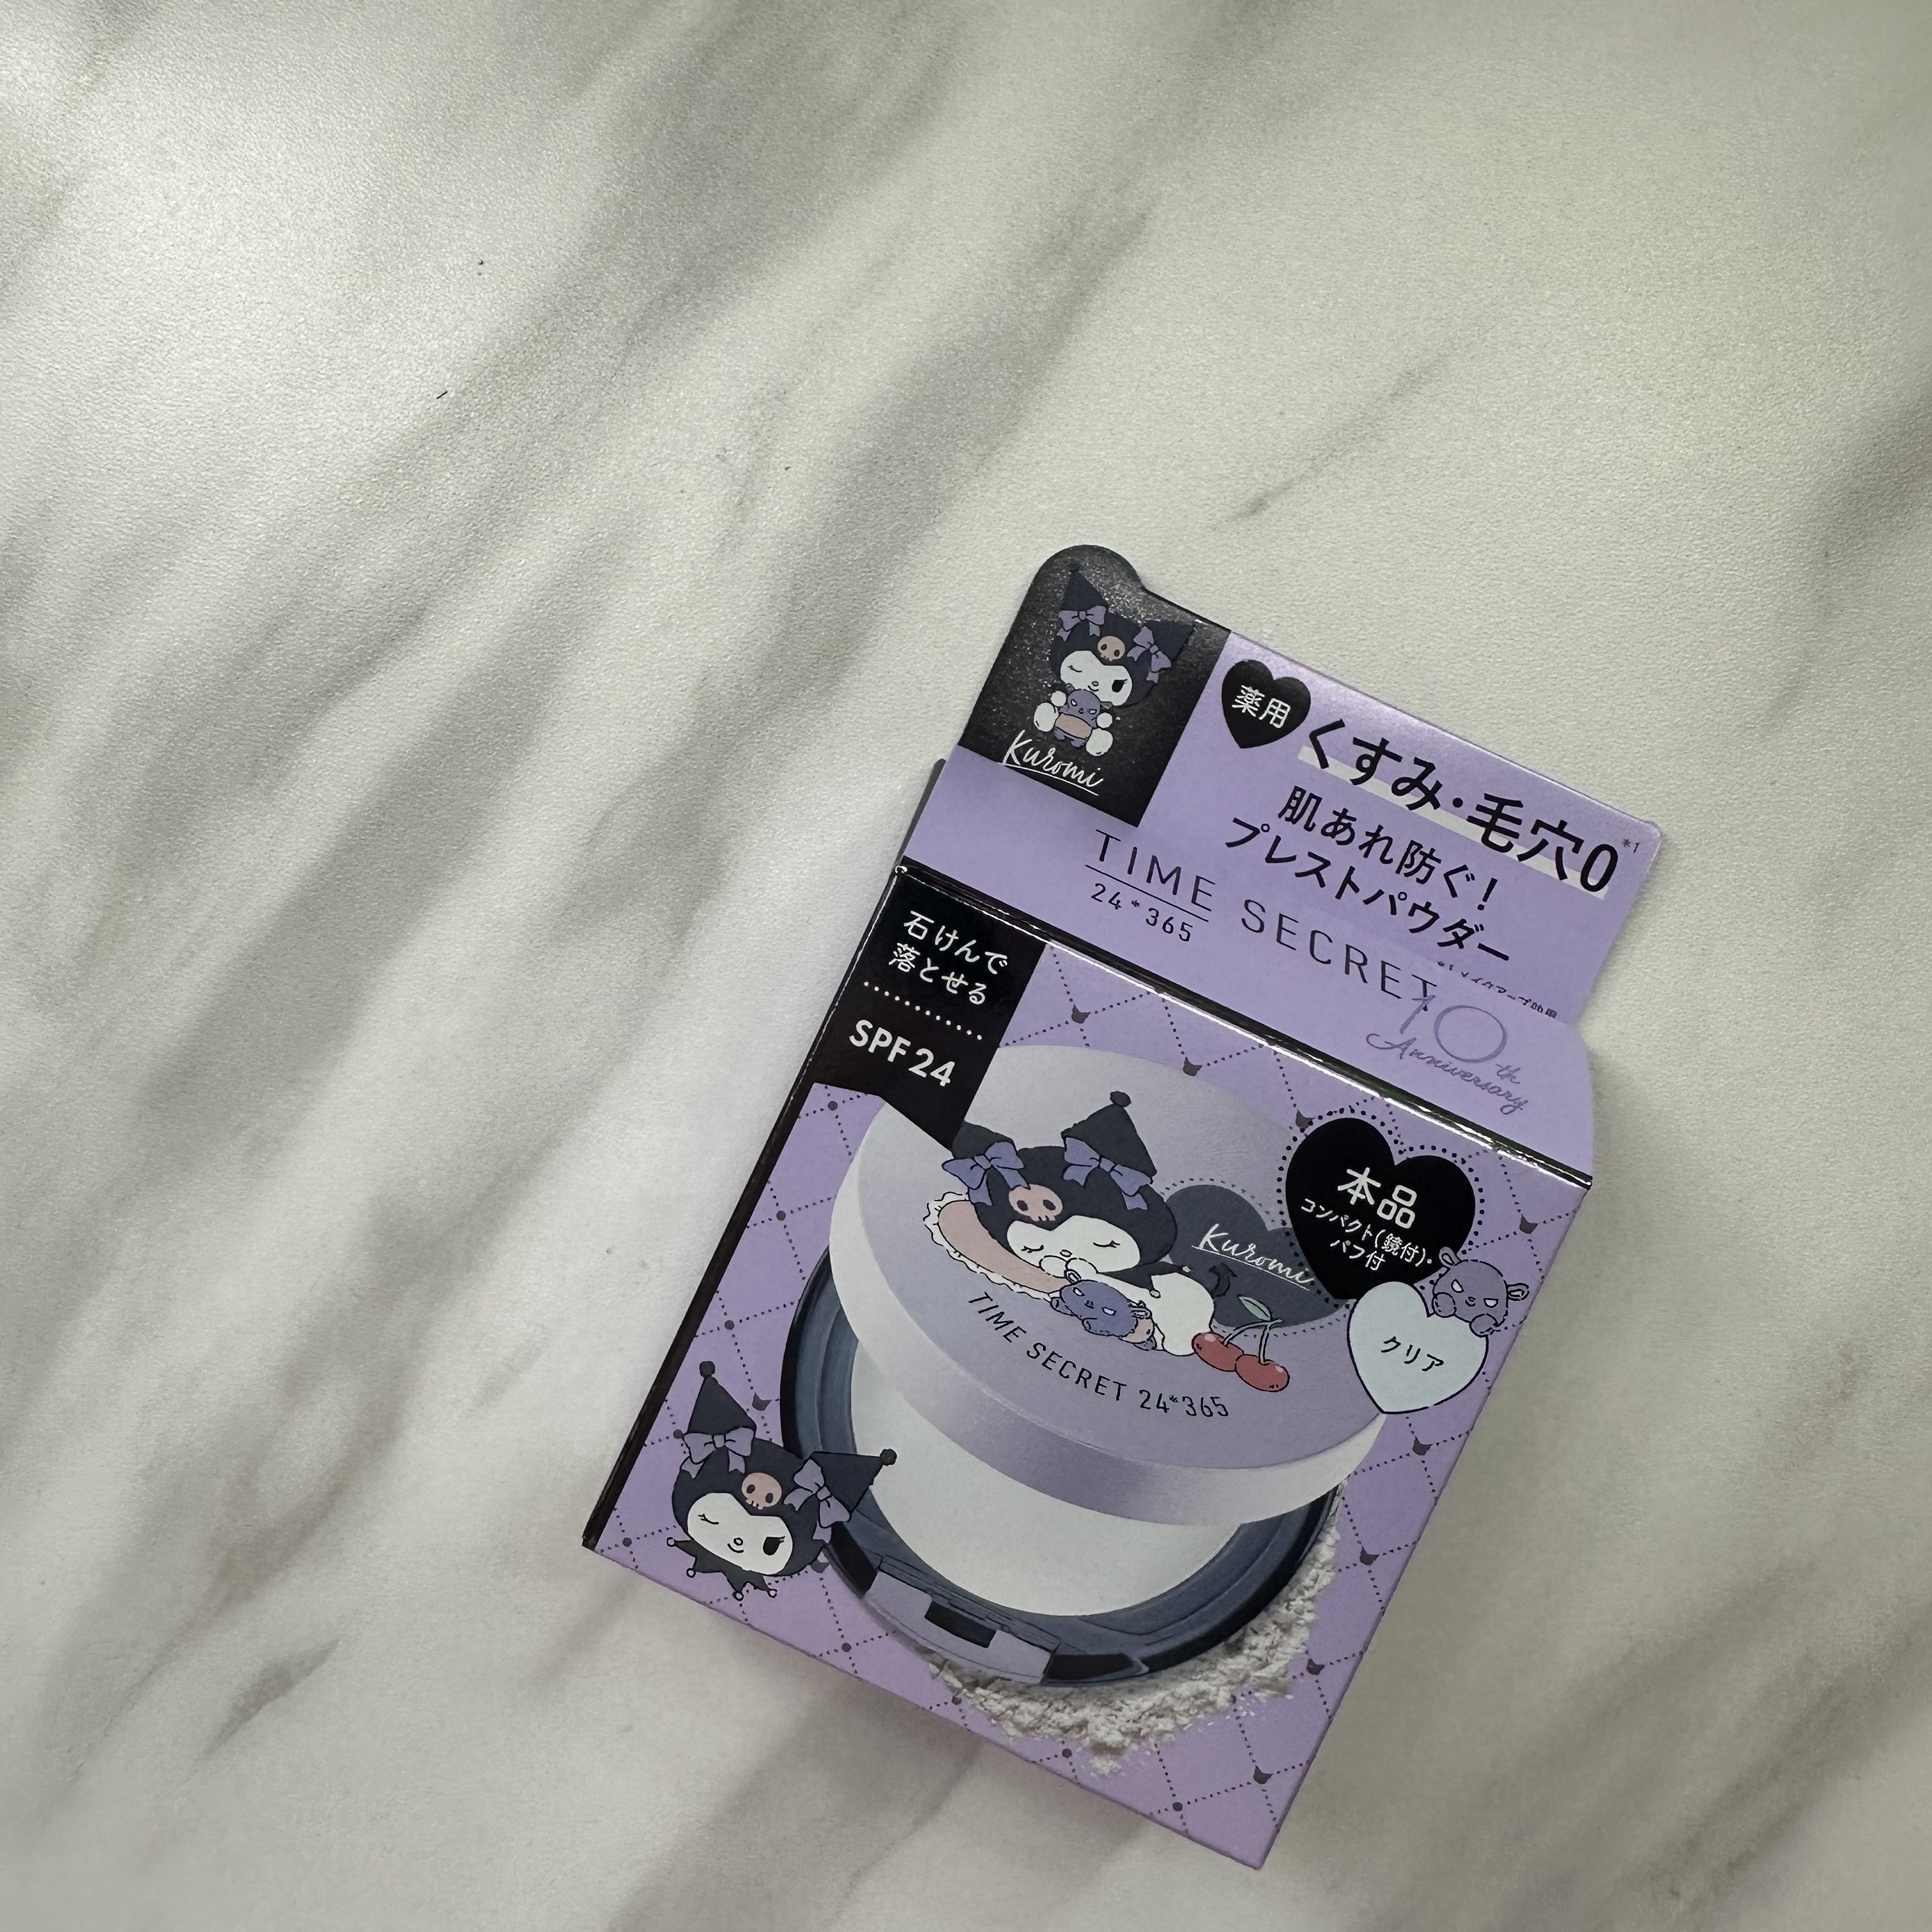 Kuromi
薬用
くすみ・毛穴0*1
肌あれ防ぐ!
プレストパウダー
TIME SECRET
24*365
10th
Anniversary
石けんで
落とせる
SPF 24
本品
コンパクト(鏡付)・
パフ付
クリア
Kuromi
TIME SECRET 24*365